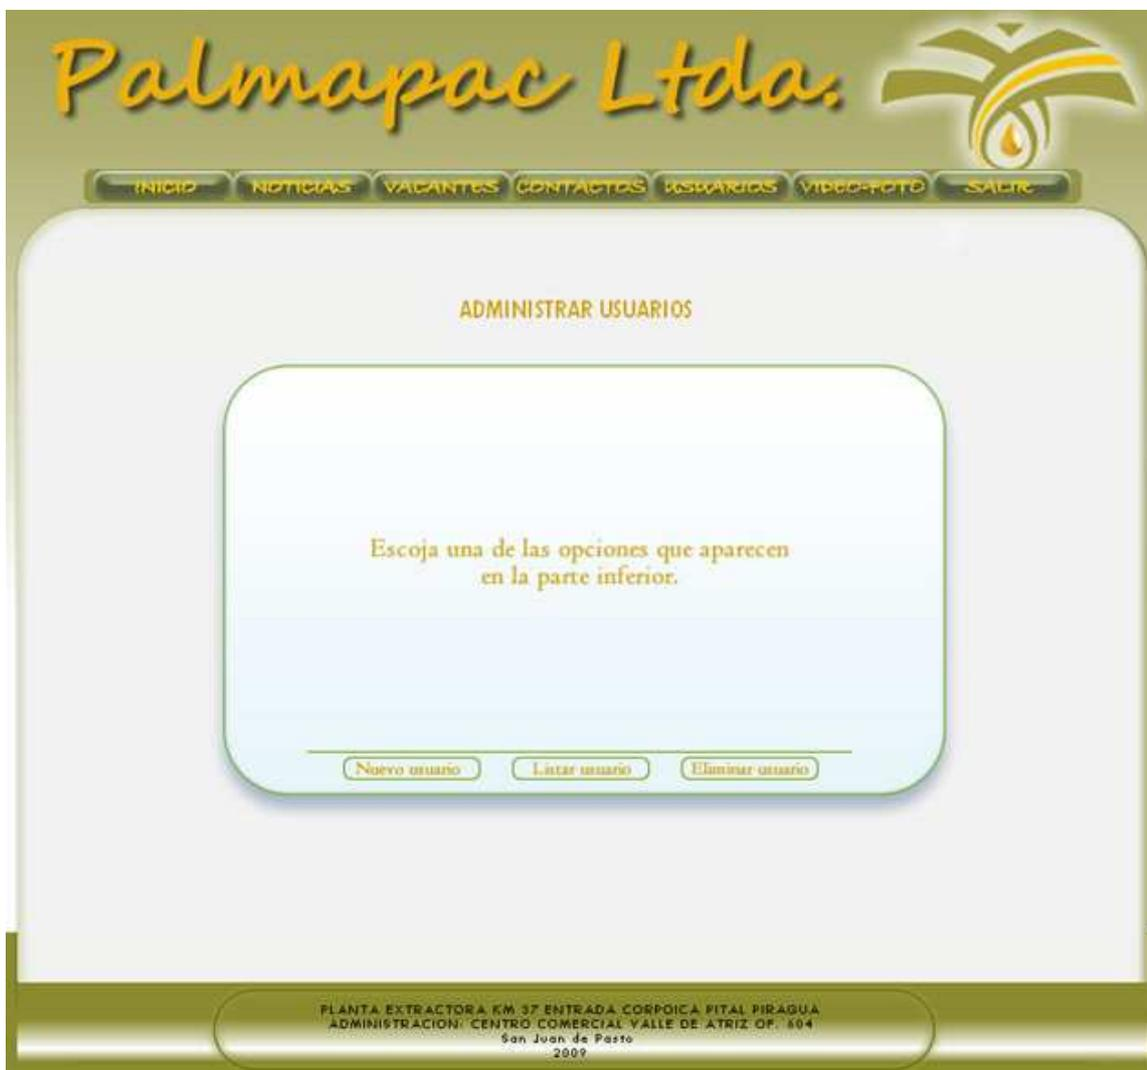 Palmapac Ltda.
INICIO NOTICIAS VACANTES CONTACTOS USUARIOS VIDEO-FOTO SALIR
ADMINISTRAR USUARIOS
Escoja una de las opciones que aparecen
en la parte inferior.
Nuevo usuario Listar usuario Eliminar usuario
PLANTA EXTRACTORA KM 37 ENTRADA CORPOICA PITAL PIRAGUA
ADMINISTRACION: CENTRO COMERCIAL VALLE DE ATRIZ OF. 604
San Juan de Pasto
2009